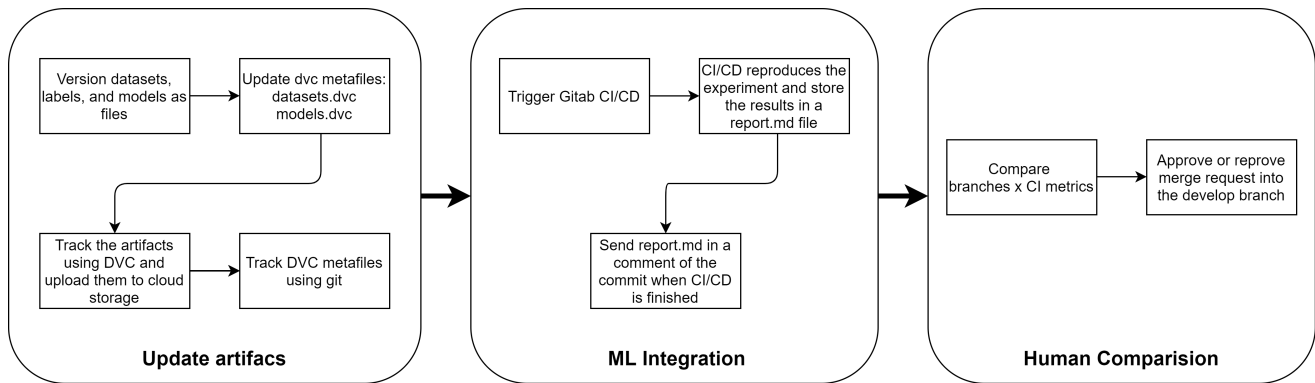 Version datasets,
labels, and models as
files
Update dvc metafiles:
datasets.dvc
models.dvc
Track the artifacts
using DVC and
upload them to cloud
storage
Track DVC metafiles
using git
Update artifacs
Trigger Gitab CI/CD
CI/CD reproduces the
experiment and store
the results in a
report.md file
Send report.md in a
comment of the
commit when CI/CD
is finished
ML Integration
Compare
branches x CI metrics
Approve or reprove
merge request into
the develop branch
Human Comparision